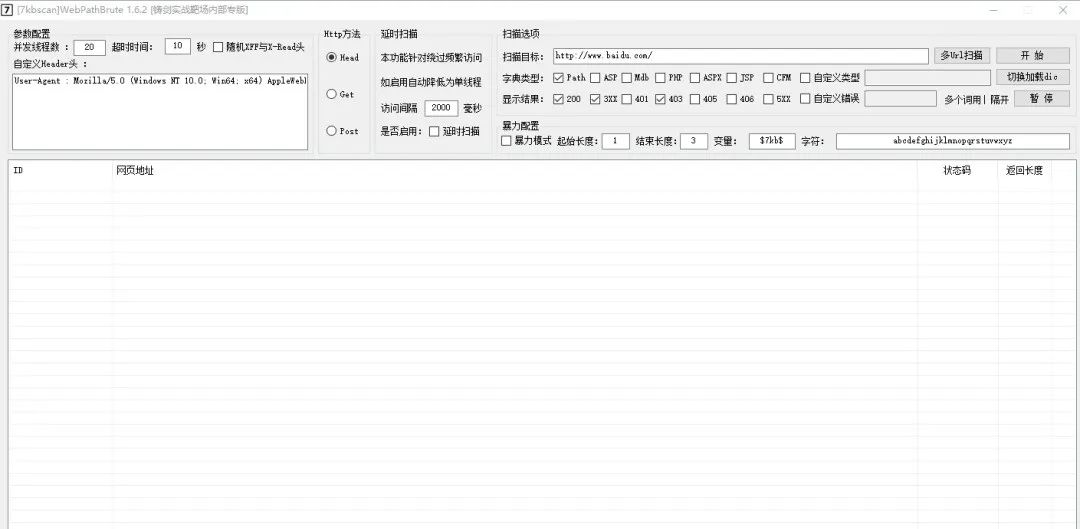 7 [7kbscan]WebPathBrute 1.6.2 [铸剑实战靶场内部专版]
参数配置
并发线程数： 20 超时时间： 10 秒 随机XFF与X-Read头
自定义Header头 ：
User-Agent : Mozilla/5.0 (Windows NT 10.0; Win64; x64) AppleWebl
Http方法
Head
Get
Post
延时扫描
本功能针对绕过频繁访问
如启用自动降低为单线程
访问间隔 2000 毫秒
是否启用： 延时扫描
扫描选项
扫描目标： http://www.baidu.com/ 多Url扫描 开 始
字典类型： Path ASP Mdb PHP ASPX JSP CFM 自定义类型 切换加载dic
显示结果： 200 3XX 401 403 405 406 5XX 自定义错误 多个词用| 隔开 暂 停
暴力配置
暴力模式 起始长度： 1 结束长度： 3 变量： $7kb$ 字符： abcdefghijklmnopqrstuvwxyz
ID 网页地址 状态码 返回长度